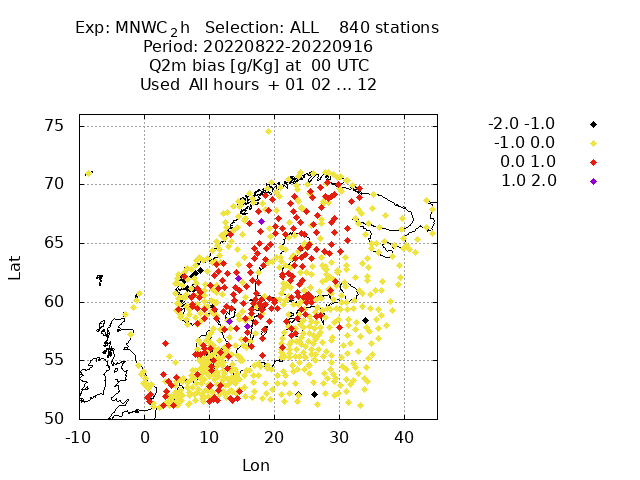 Exp: MNWC_2h Selection: ALL 840 stations
Period: 20220822-20220916
Q2m bias [g/Kg] at 00 UTC
Used All hours + 01 02 ... 12
-2.0 -1.0
-1.0 0.0
0.0 1.0
1.0 2.0
75
70
65
60
55
50
Lat
-10 0 10 20 30 40
Lon